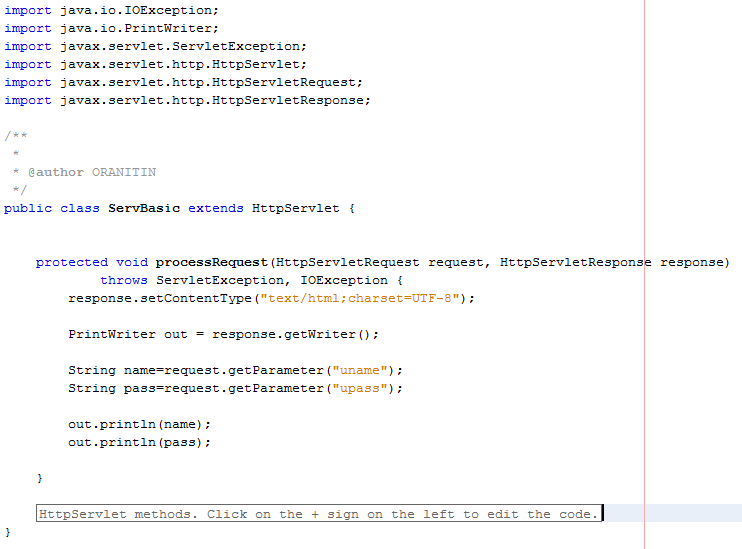 import java.io.IOException;
import java.io.PrintWriter;
import javax.servlet.ServletException;
import javax.servlet.http.HttpServlet;
import javax.servlet.http.HttpServletRequest;
import javax.servlet.http.HttpServletResponse;
/**
 *
 * @author ORANITIN
 */
public class ServBasic extends HttpServlet {
    protected void processRequest(HttpServletRequest request, HttpServletResponse response)
            throws ServletException, IOException {
        response.setContentType("text/html;charset=UTF-8");
        PrintWriter out = response.getWriter();
        String name=request.getParameter("uname");
        String pass=request.getParameter("upass");
        out.println(name);
        out.println(pass);
    }
    HttpServlet methods. Click on the + sign on the left to edit the code.
}